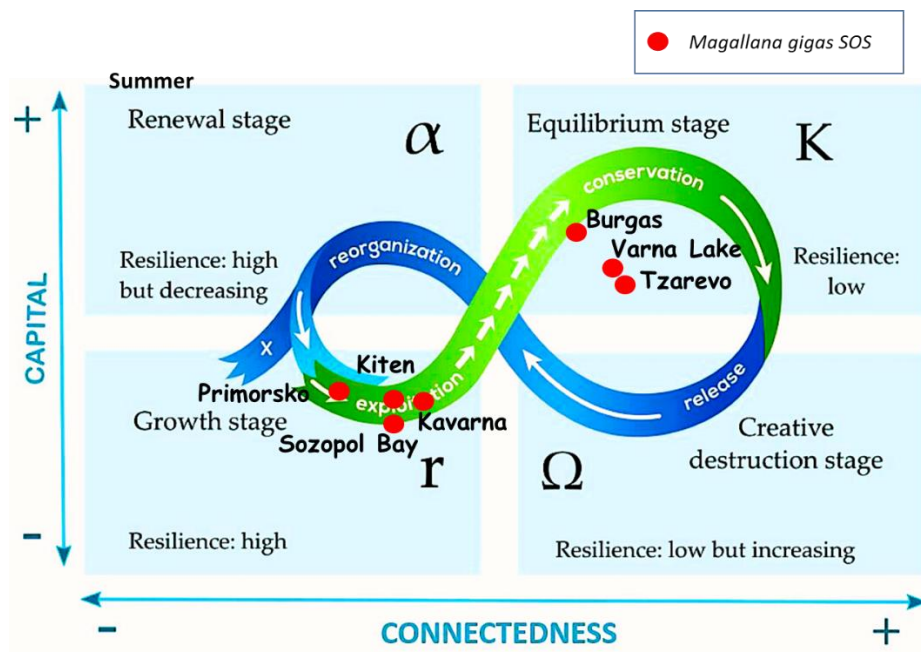 Magallana gigas SOS
Summer
+
Renewal stage
α
Equilibrium stage
K
conservation
Burgas
Varna Lake
Tzarevo
reorganization
Resilience: high
but decreasing
Resilience:
low
CAPITAL
x
Kiten
Primorsko
exploitation
Kavarna
Growth stage
Sozopol Bay
r
Ω
release
Creative
destruction stage
-
Resilience: high
Resilience: low but increasing
-
CONNECTEDNESS
+